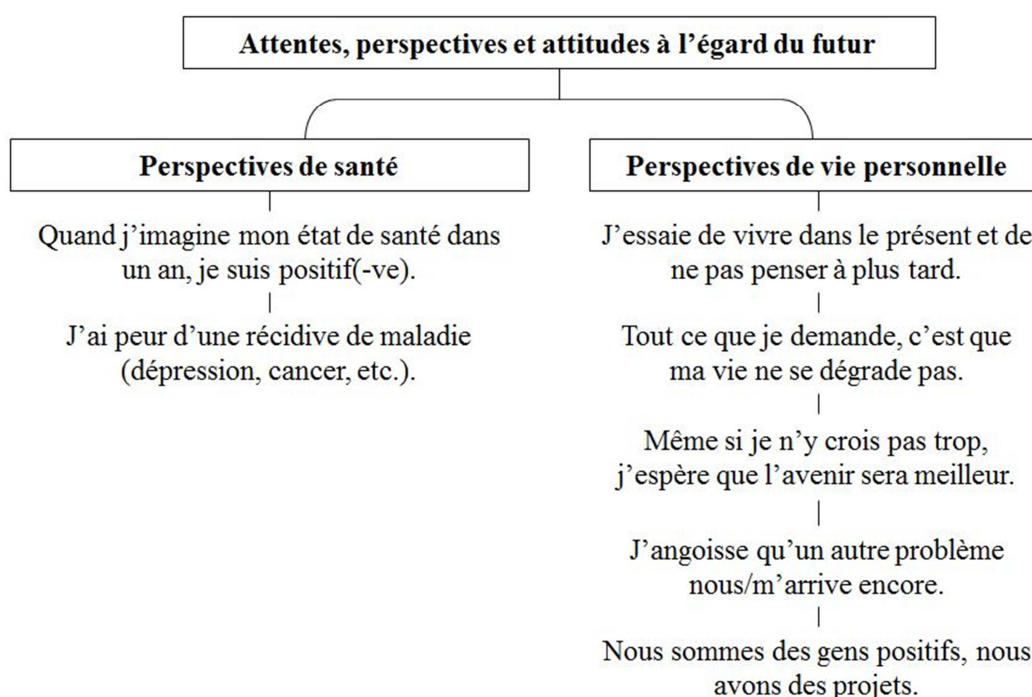 Attentes, perspectives et attitudes à l’égard du futur
Perspectives de santé
Quand j’imagine mon état de santé dans
un an, je suis positif(-ve).
J’ai peur d’une récidive de maladie
(dépression, cancer, etc.).
Perspectives de vie personnelle
J’essaie de vivre dans le présent et de
ne pas penser à plus tard.
Tout ce que je demande, c’est que
ma vie ne se dégrade pas.
Même si je n’y crois pas trop,
j’espère que l’avenir sera meilleur.
J’angoisse qu’un autre problème
nous/m’arrive encore.
Nous sommes des gens positifs, nous
avons des projets.